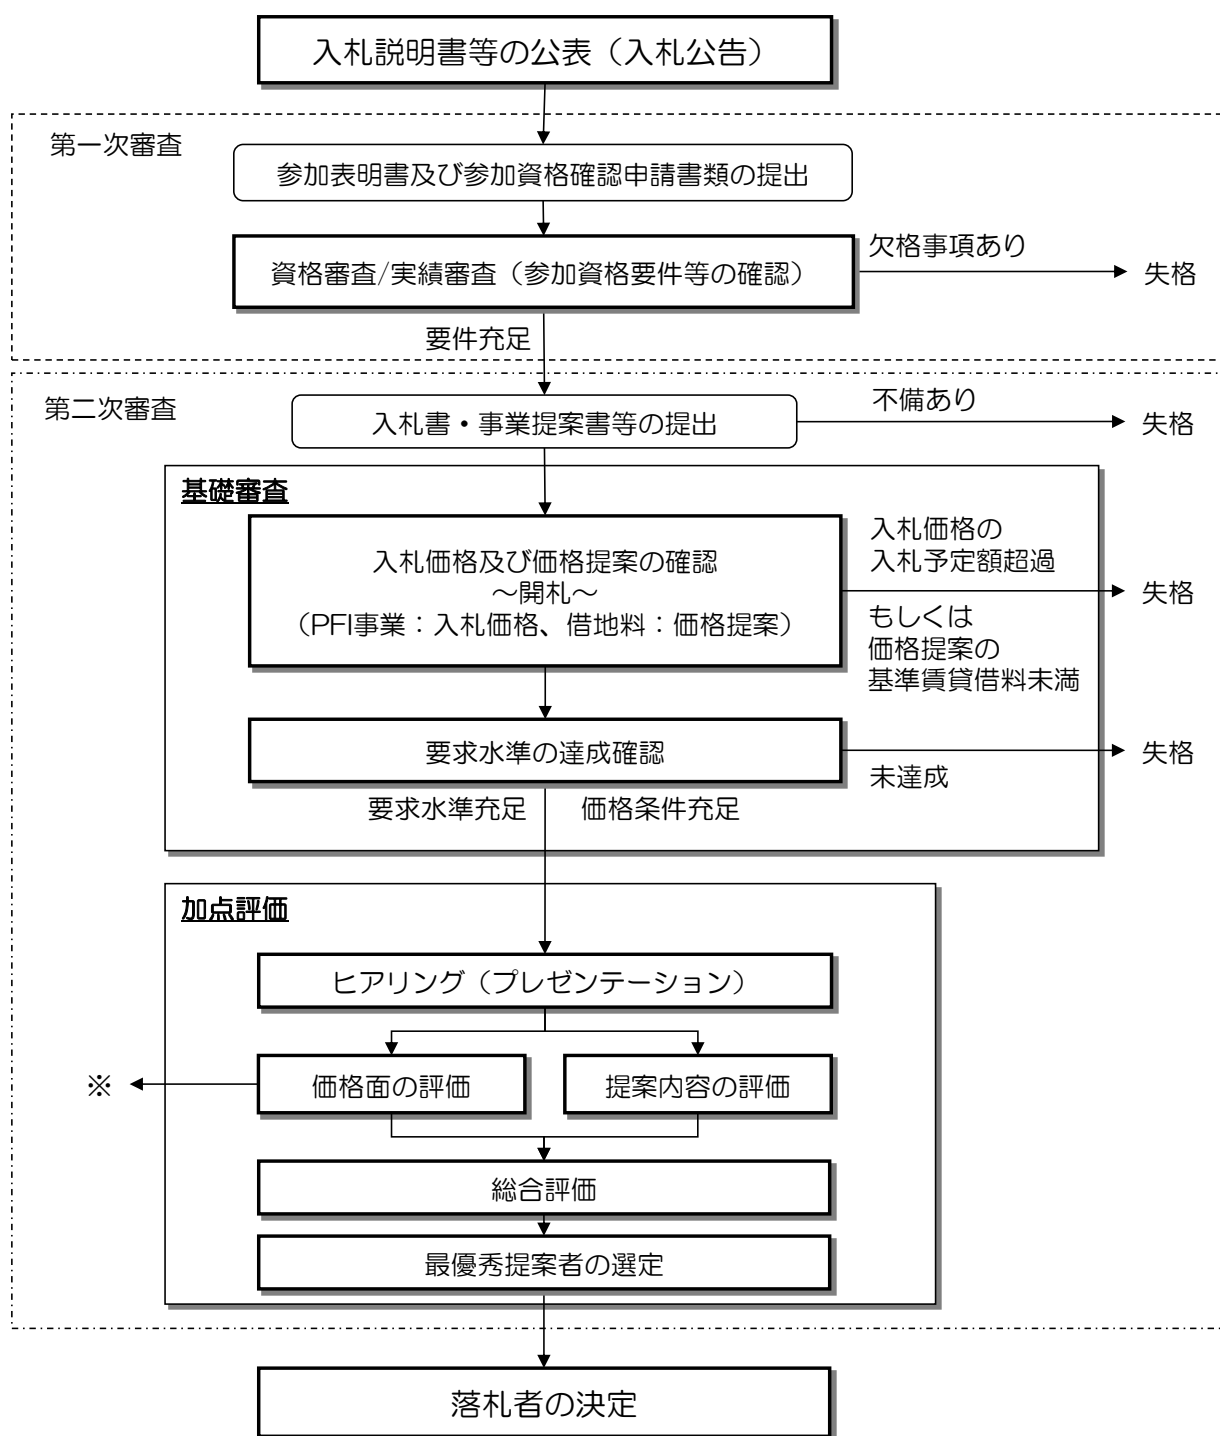 入札説明書等の公表（入札公告）
第一次審査
参加表明書及び参加資格確認申請書類の提出
資格審査/実績審査（参加資格要件等の確認）
欠格事項あり
失格
要件充足
第二次審査
入札書・事業提案書等の提出
不備あり
失格
基礎審査
入札価格及び価格提案の確認
～開札～
（PFI事業：入札価格、借地料：価格提案）
入札価格の
入札予定額超過
失格
もしくは
価格提案の
基準賃貸借料未満
要求水準の達成確認
失格
未達成
要求水準充足　価格条件充足
加点評価
ヒアリング（プレゼンテーション）
※
価格面の評価
提案内容の評価
総合評価
最優秀提案者の選定
落札者の決定